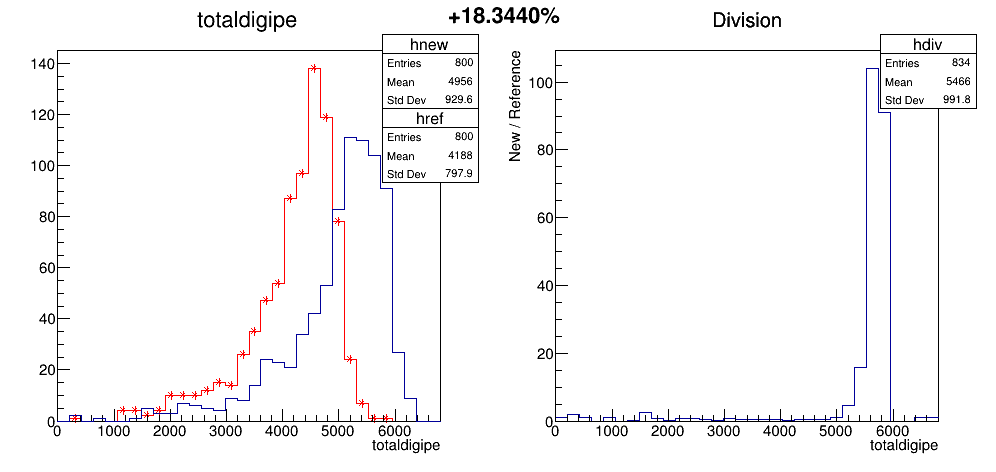 +18.3440%
totaldigipe
hnew
Entries 800
Mean 4956
Std Dev 929.6
href
Entries 800
Mean 4188
Std Dev 797.9
140
120
100
80
60
40
20
0
0 1000 2000 3000 4000 5000 6000
totaldigipe
Division
hdiv
Entries 834
Mean 5466
Std Dev 991.8
New / Reference
100
80
60
40
20
0
0 1000 2000 3000 4000 5000 6000
totaldigipe